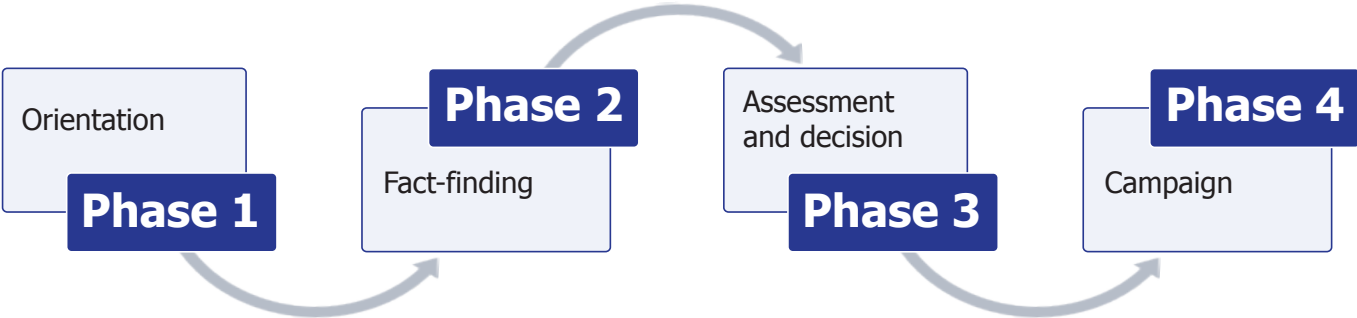 Orientation
Phase 1
Phase 2
Fact-finding
Assessment
and decision
Phase 3
Phase 4
Campaign